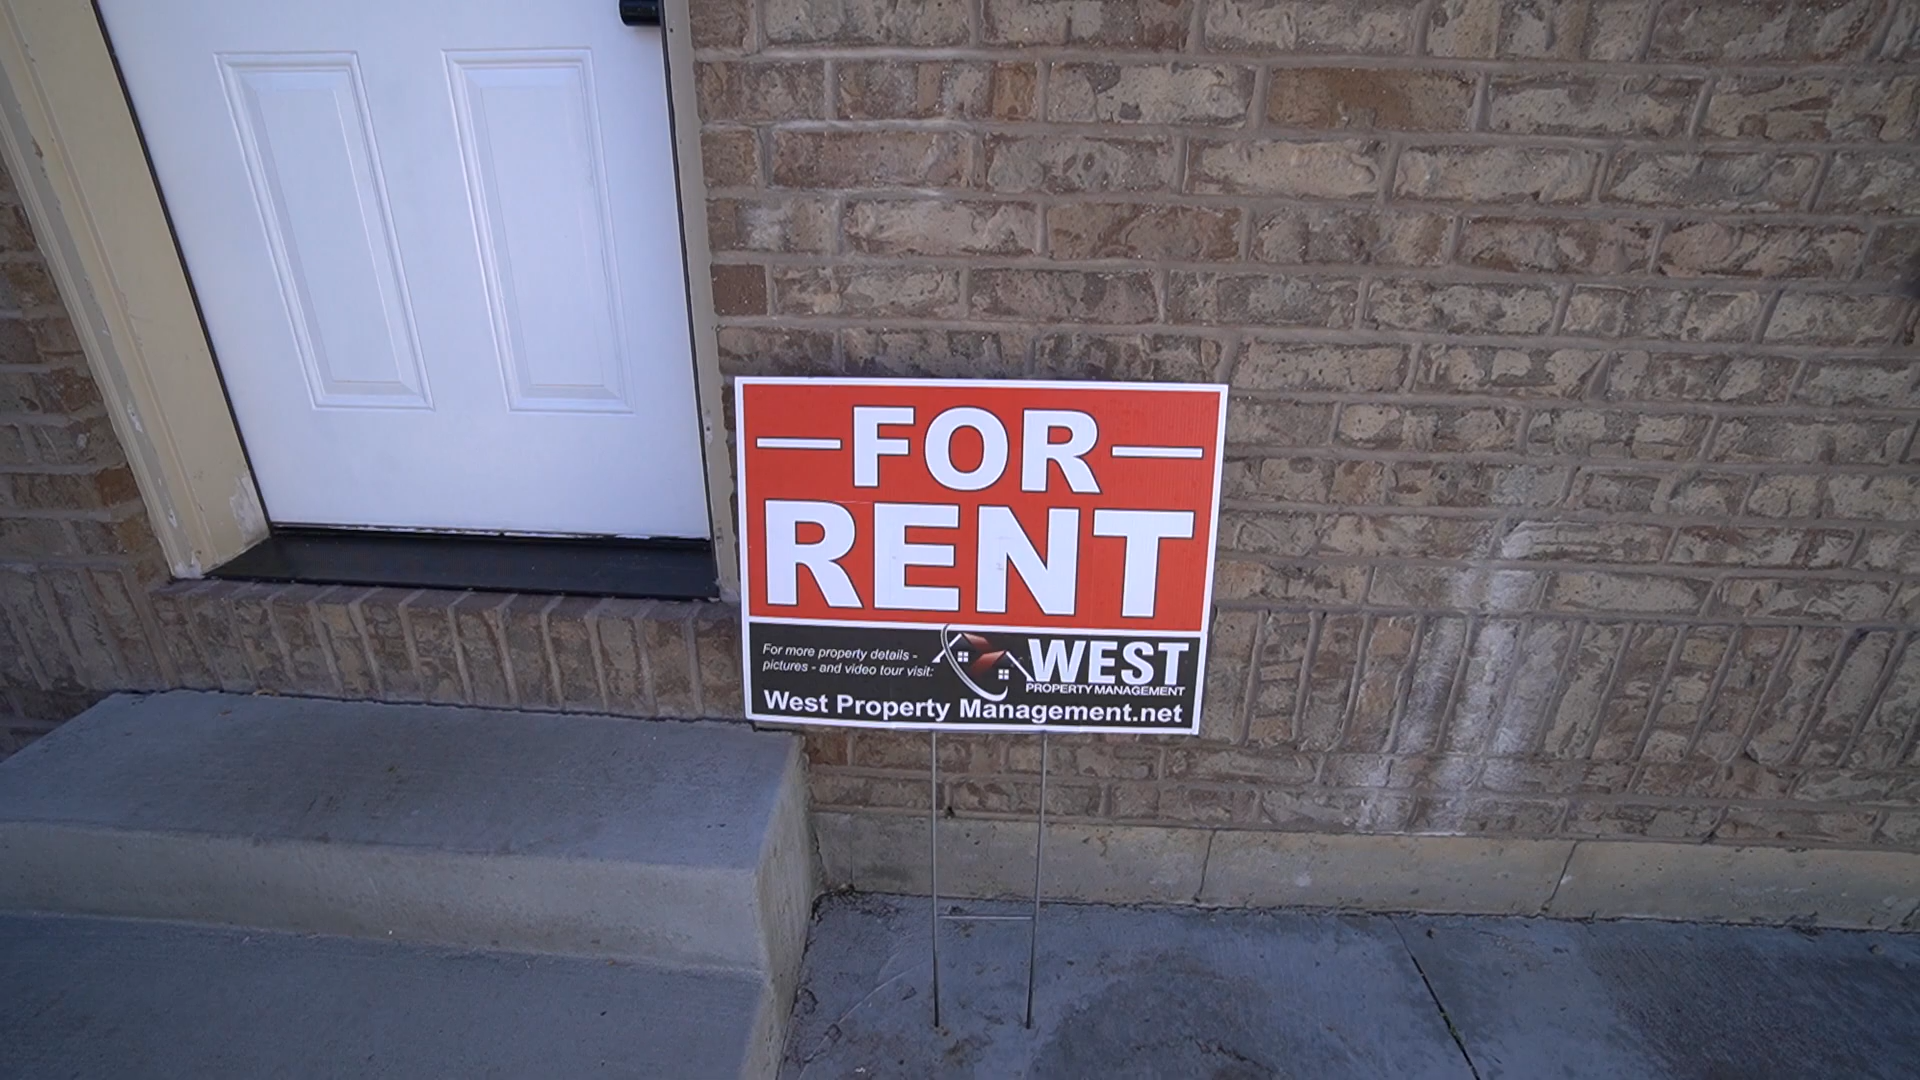 FOR
RENT
For more property details -
pictures - and video tour visit:
WEST
PROPERTY MANAGEMENT
West Property Management.net